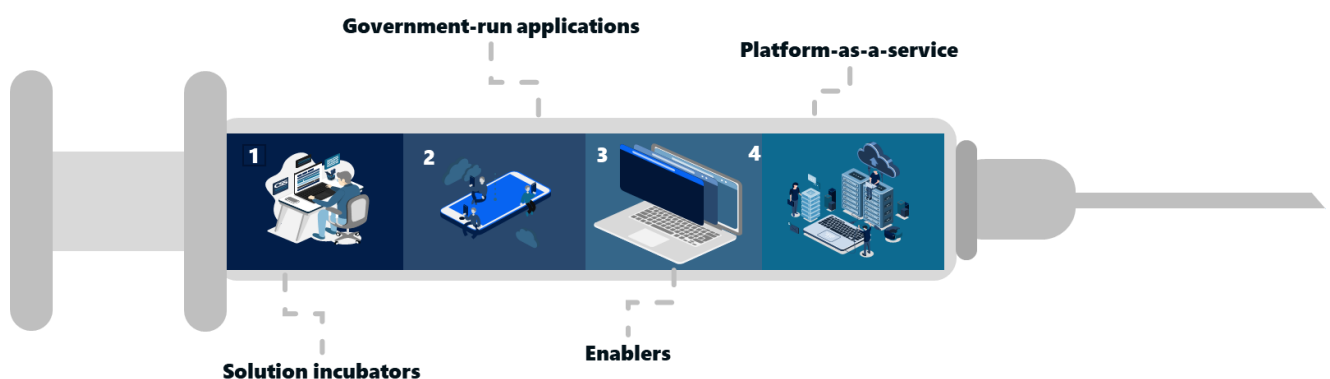 Government-run applications
Platform-as-a-service
1
2
3
4
Enablers
Solution incubators